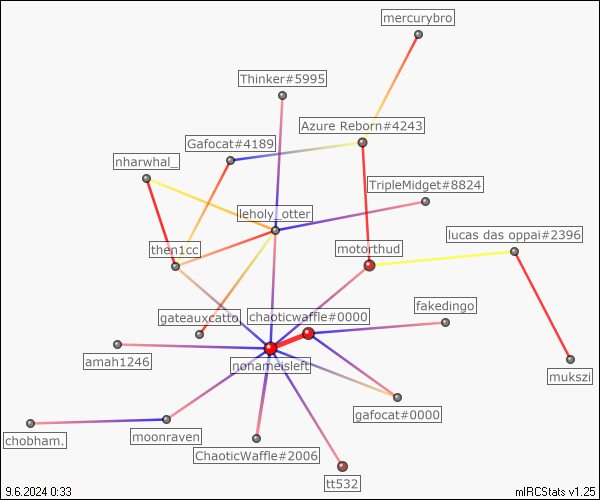 mercurybro
Thinker#5995
Azure Reborn#4243
Gafocat#4189
nharwhal_
TripleMidget#8824
leholy_otter
lucas das oppai#2396
then1cc
motorthud
fakedingo
gateauxcatto
chaoticwaffle#0000
amah1246
nonameisleft
mukszi
gafocat#0000
chobham.
moonraven
ChaoticWaffle#2006
tt532
9.6.2024 0:33
mIRCStats v1.25